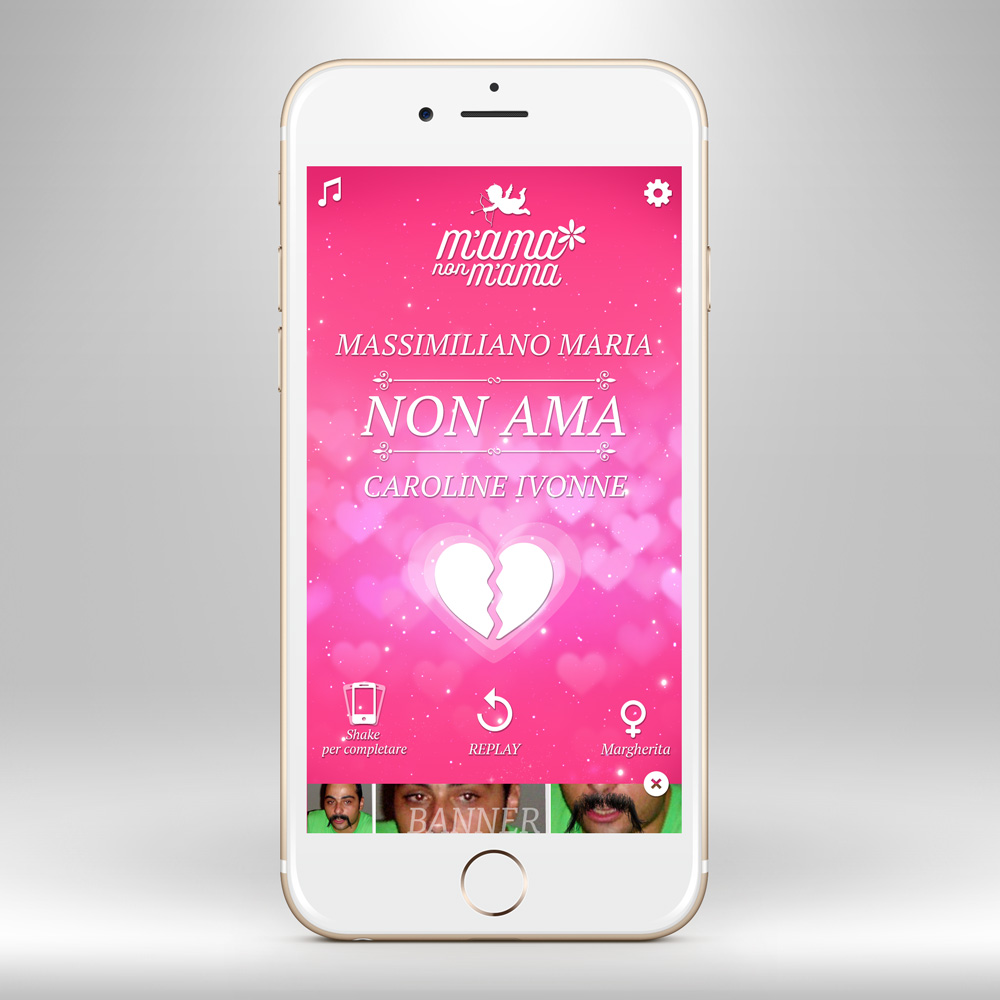 m'ama
non m'ama
MASSIMILIANO MARIA
NON AMA
CAROLINE IVONNE
Shake
per completare
REPLAY
Margherita
BANNER